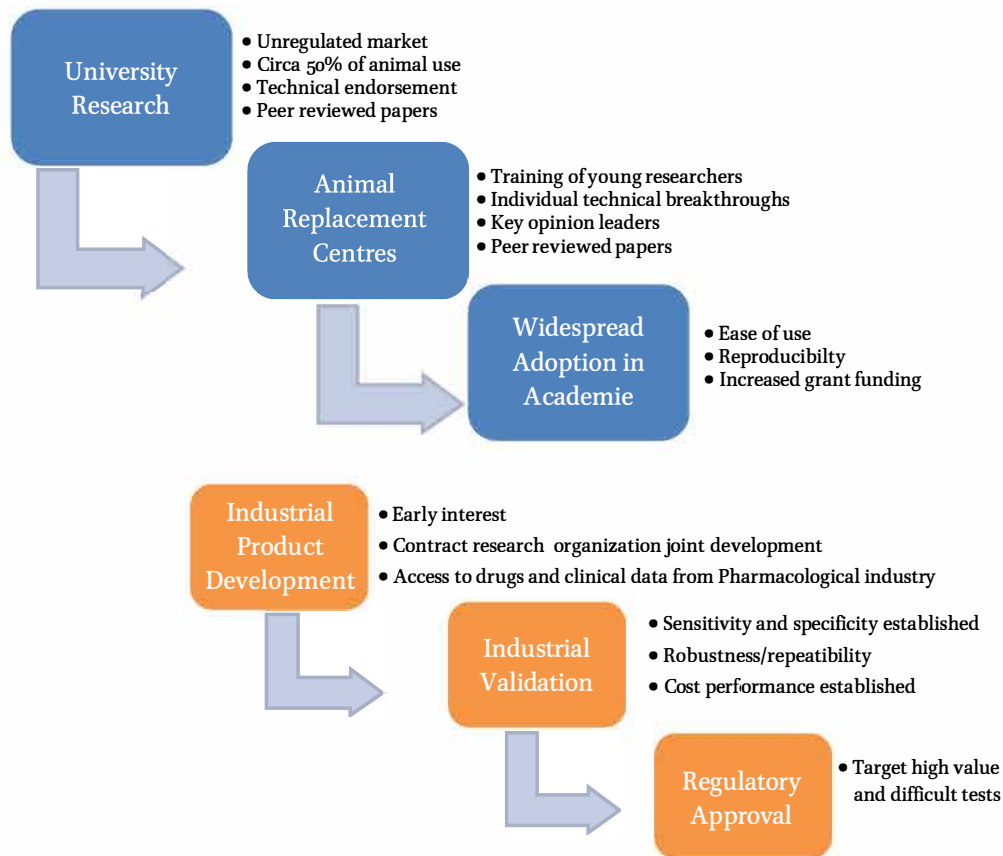 University
Research
• Unregulated market
• Circa 50% of animal use
• Technical endorsement
• Peer reviewed papers
Animal
Replacement
Centres
• Training of young researchers
• Individual technical breakthroughs
• Key opinion leaders
• Peer reviewed papers
Widespread
Adoption in
Academie
• Ease of use
• Reproducibilty
• Increased grant funding
Industrial
Product
Development
• Early interest
• Contract research organization joint development
• Access to drugs and clinical data from Pharmacological industry
Industrial
Validation
• Sensitivity and specificity established
• Robustness/repeatibility
• Cost performance established
Regulatory
Approval
• Target high value
and difficult tests